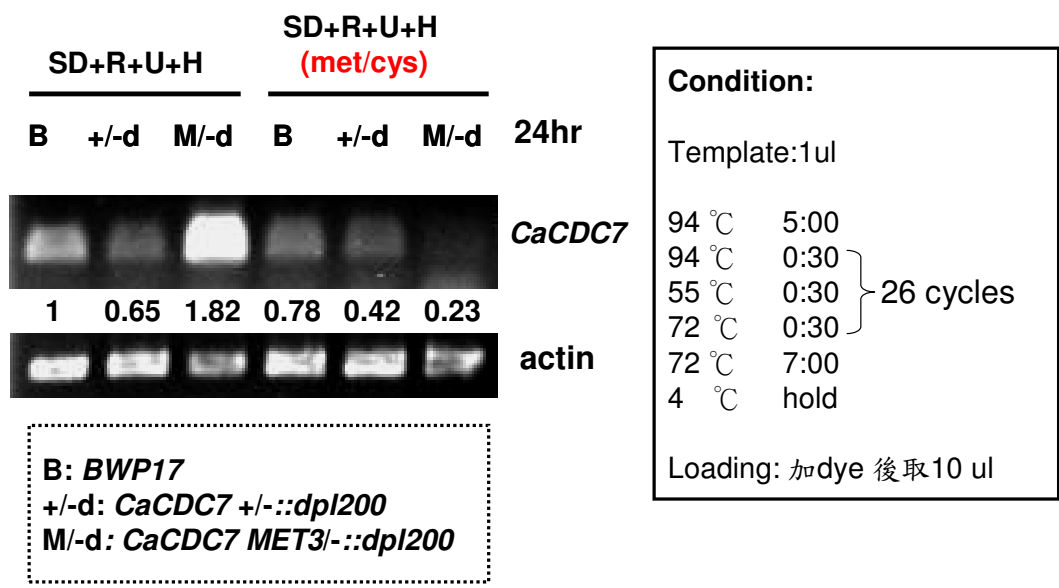 SD+R+U+H
SD+R+U+H
(met/cys)
B +/-d M/-d B +/-d M/-d 24hr
CaCDC7
1 0.65 1.82 0.78 0.42 0.23
actin
B: BWP17
+/-d: CaCDC7 +/-::dpl200
M/-d: CaCDC7 MET3/-::dpl200
Condition:
Template:1ul
94 ℃ 5:00
94 ℃ 0:30
55 ℃ 0:30
72 ℃ 0:30
26 cycles
72 ℃ 7:00
4 ℃ hold
Loading: 加dye 後取10 ul